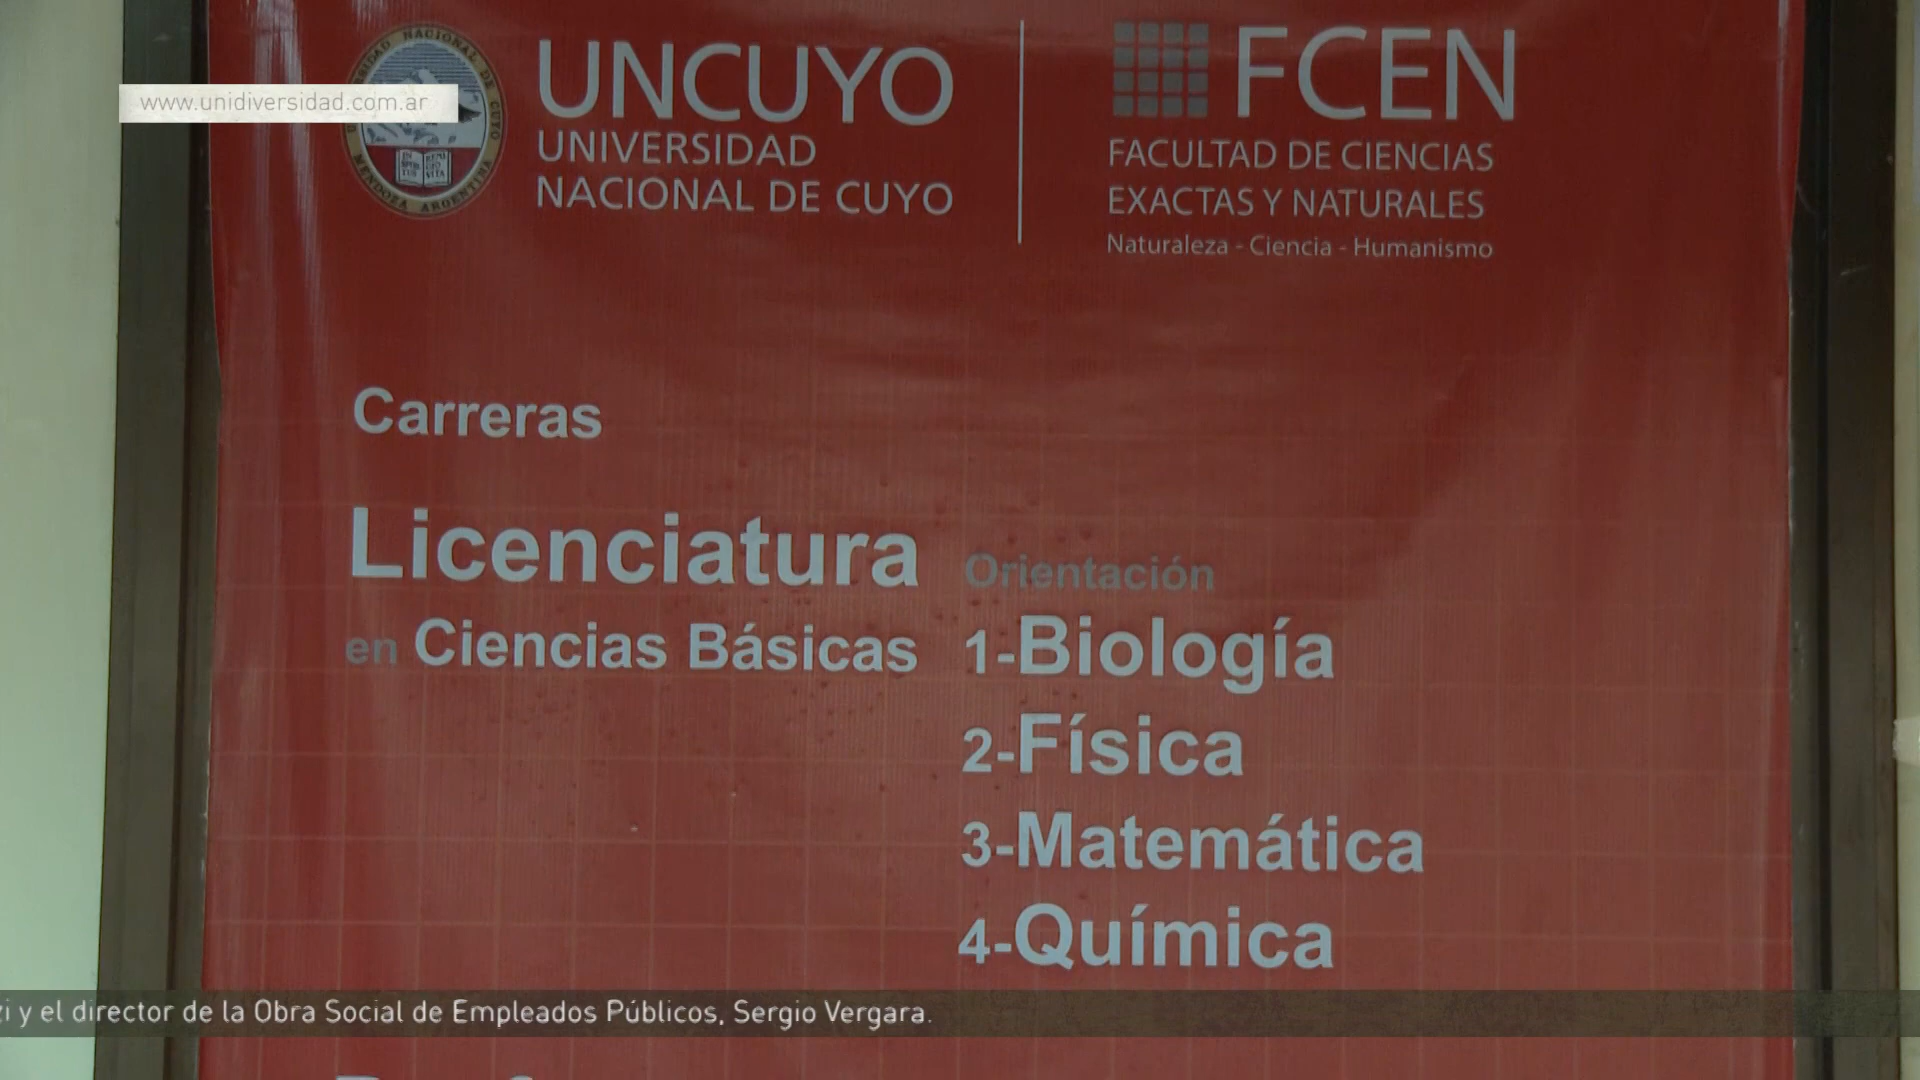 www.unidiversidad.com.ar
UNCUYO
UNIVERSIDAD
NACIONAL DE CUYO
FCEN
FACULTAD DE CIENCIAS
EXACTAS Y NATURALES
Naturaleza - Ciencia - Humanismo
Carreras
Licenciatura
en Ciencias Básicas
Orientación
1-Biología
2-Física
3-Matemática
4-Química
y el director de la Obra Social de Empleados Públicos, Sergio Vergara.